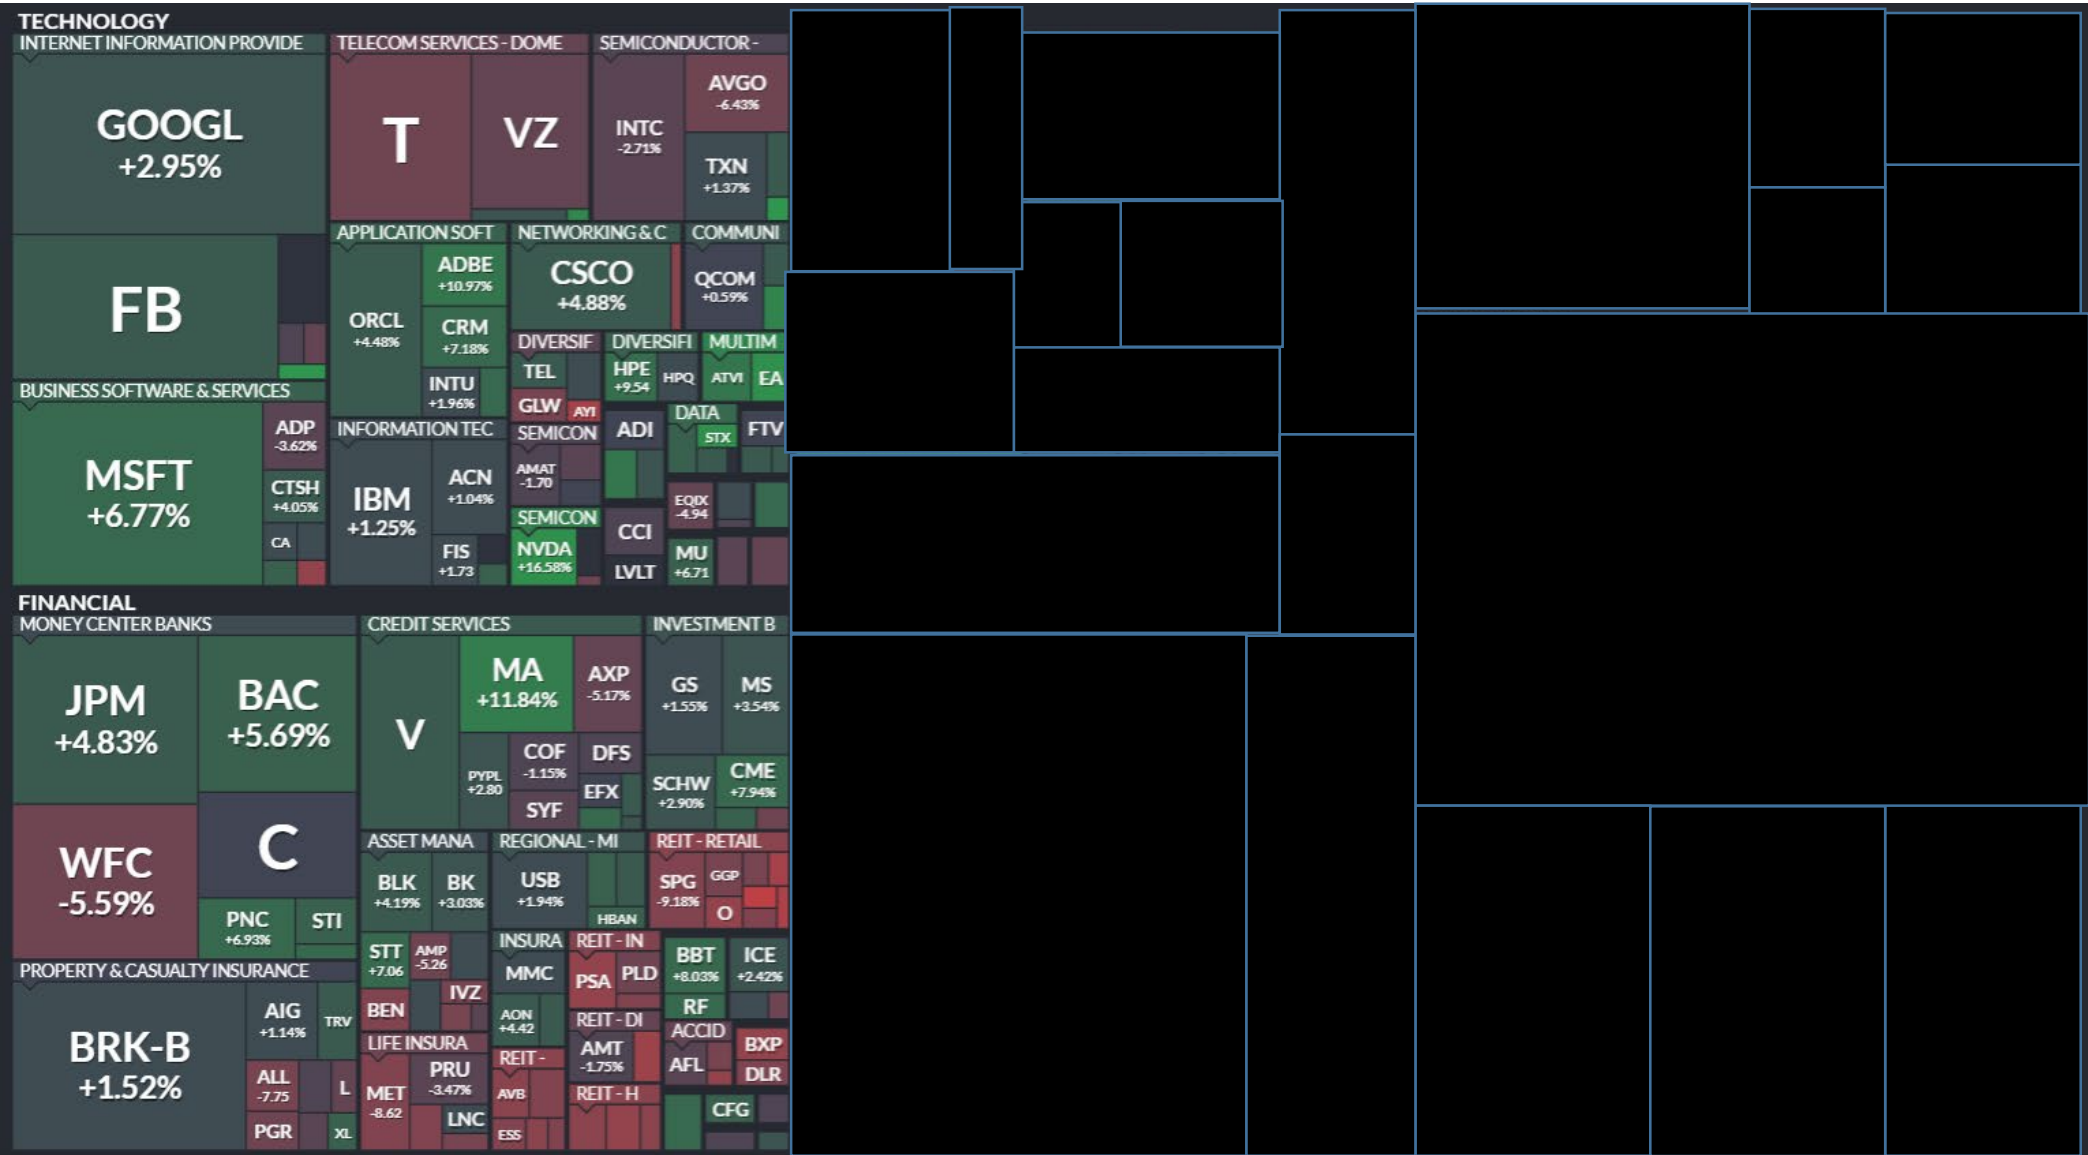 TECHNOLOGY
INTERNET INFORMATION PROVIDE
GOOGL
+2.95%
FB
BUSINESS SOFTWARE & SERVICES
MSFT
+6.77%
ADP
-3.62%
CTSH
+4.05%
CA
TELECOM SERVICES - DOME
T
VZ
SEMICONDUCTOR -
INTC
-2.71%
AVGO
-6.43%
TXN
+1.37%
APPLICATION SOFT
ORCL
+4.48%
ADBE
+10.97%
CRM
+7.18%
INTU
+1.96%
NETWORKING & C
CSCO
+4.88%
COMMUNI
QCOM
+0.59%
DIVERSIF
TEL
GLW
AYI
DIVERSIFI
HPE
+9.54
HPQ
MULTIM
ATVI
EA
INFORMATION TEC
IBM
+1.25%
ACN
+1.04%
FIS
+1.73
SEMICON
AMAT
-1.70
SEMICON
NVDA
+16.58%
ADI
DATA
STX
FTV
CCI
LVLT
EQIX
-4.94
MU
+6.71
FINANCIAL
MONEY CENTER BANKS
JPM
+4.83%
BAC
+5.69%
WFC
-5.59%
C
PNC
+6.93%
STI
PROPERTY & CASUALTY INSURANCE
BRK-B
+1.52%
AIG
+1.14%
TRV
ALL
-7.75
L
PGR
XL
CREDIT SERVICES
V
MA
+11.84%
AXP
-5.17%
PYPL
+2.80
COF
-1.15%
DFS
SYF
EFX
INVESTMENT B
GS
+1.55%
MS
+3.54%
SCHW
+2.90%
CME
+7.94%
ASSET MANA
BLK
+4.19%
BK
+3.03%
STT
+7.06
AMP
-5.26
BEN
IVZ
REGIONAL - MI
USB
+1.94%
HBAN
REIT - RETAIL
SPG
-9.18%
GGP
O
LIFE INSURA
MET
-8.62
PRU
-3.47%
LNC
INSURA
MMC
AON
+4.42
REIT -
AVB
ESS
REIT - IN
PSA
PLD
REIT - DI
AMT
-1.75%
REIT - H
BBT
+8.03%
RF
ICE
+2.42%
ACCID
AFL
BXP
DLR
CFG